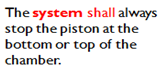 The system shall always
stop the piston at the
bottom or top of the
chamber.